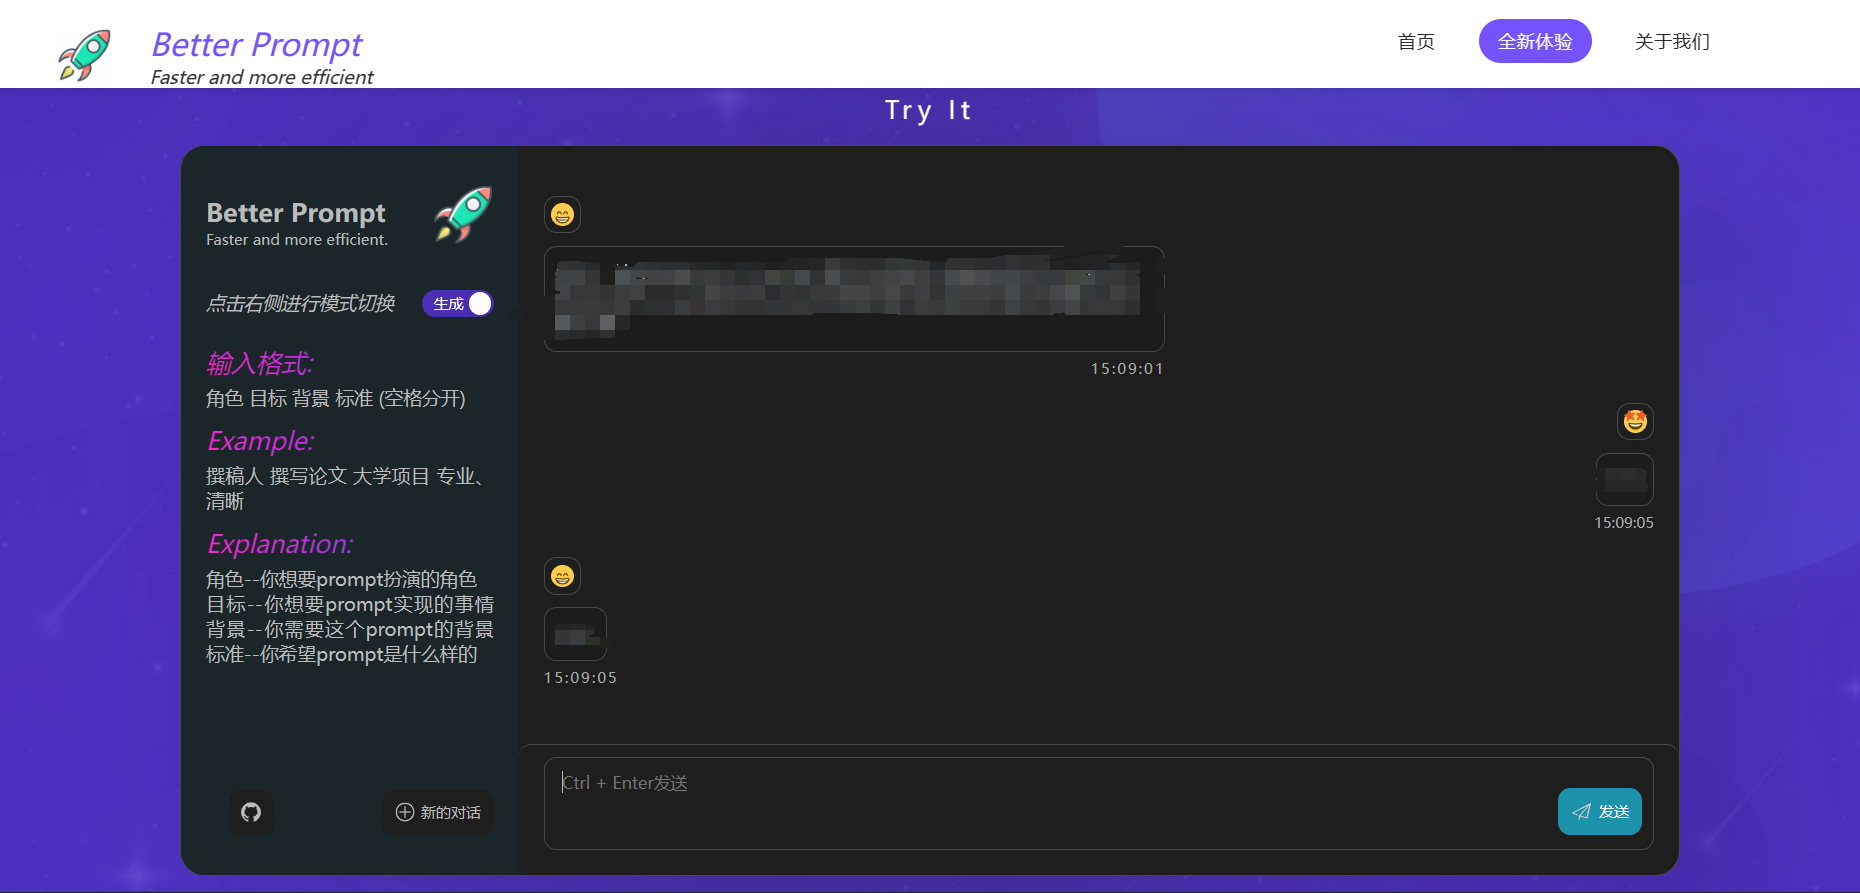 Better Prompt
Faster and more efficient
首页
全新体验
关于我们
Try It
Better Prompt
Faster and more efficient.
点击右侧进行模式切换
生成
输入格式:
角色 目标 背景 标准 (空格分开)
Example:
撰稿人 撰写论文 大学项目 专业、
清晰
Explanation:
角色--你想要prompt扮演的角色
目标--你想要prompt实现的事情
背景--你需要这个prompt的背景
标准--你希望prompt是什么样的
新的对话
15:09:01
15:09:05
15:09:05
Ctrl + Enter发送
发送